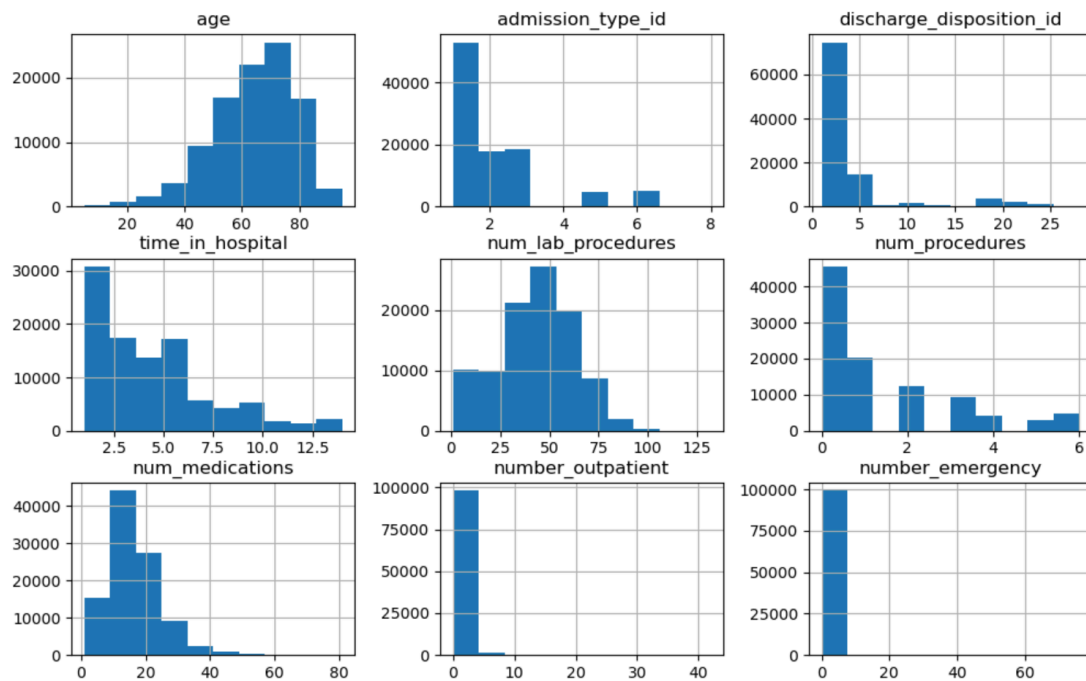 age
admission_type_id
discharge_disposition_id
20000
10000
0
20 40 60 80
40000
20000
0
2 4 6 8
60000
40000
20000
0
0 5 10 15 20 25
time_in_hospital
num_lab_procedures
num_procedures
30000
20000
10000
0
2.5 5.0 7.5 10.0 12.5
20000
10000
0
0 25 50 75 100 125
40000
30000
20000
10000
0
0 2 4 6
num_medications
number_outpatient
number_emergency
40000
30000
20000
10000
0
0 20 40 60 80
100000
75000
50000
25000
0
0 10 20 30 40
100000
75000
50000
25000
0
0 20 40 60